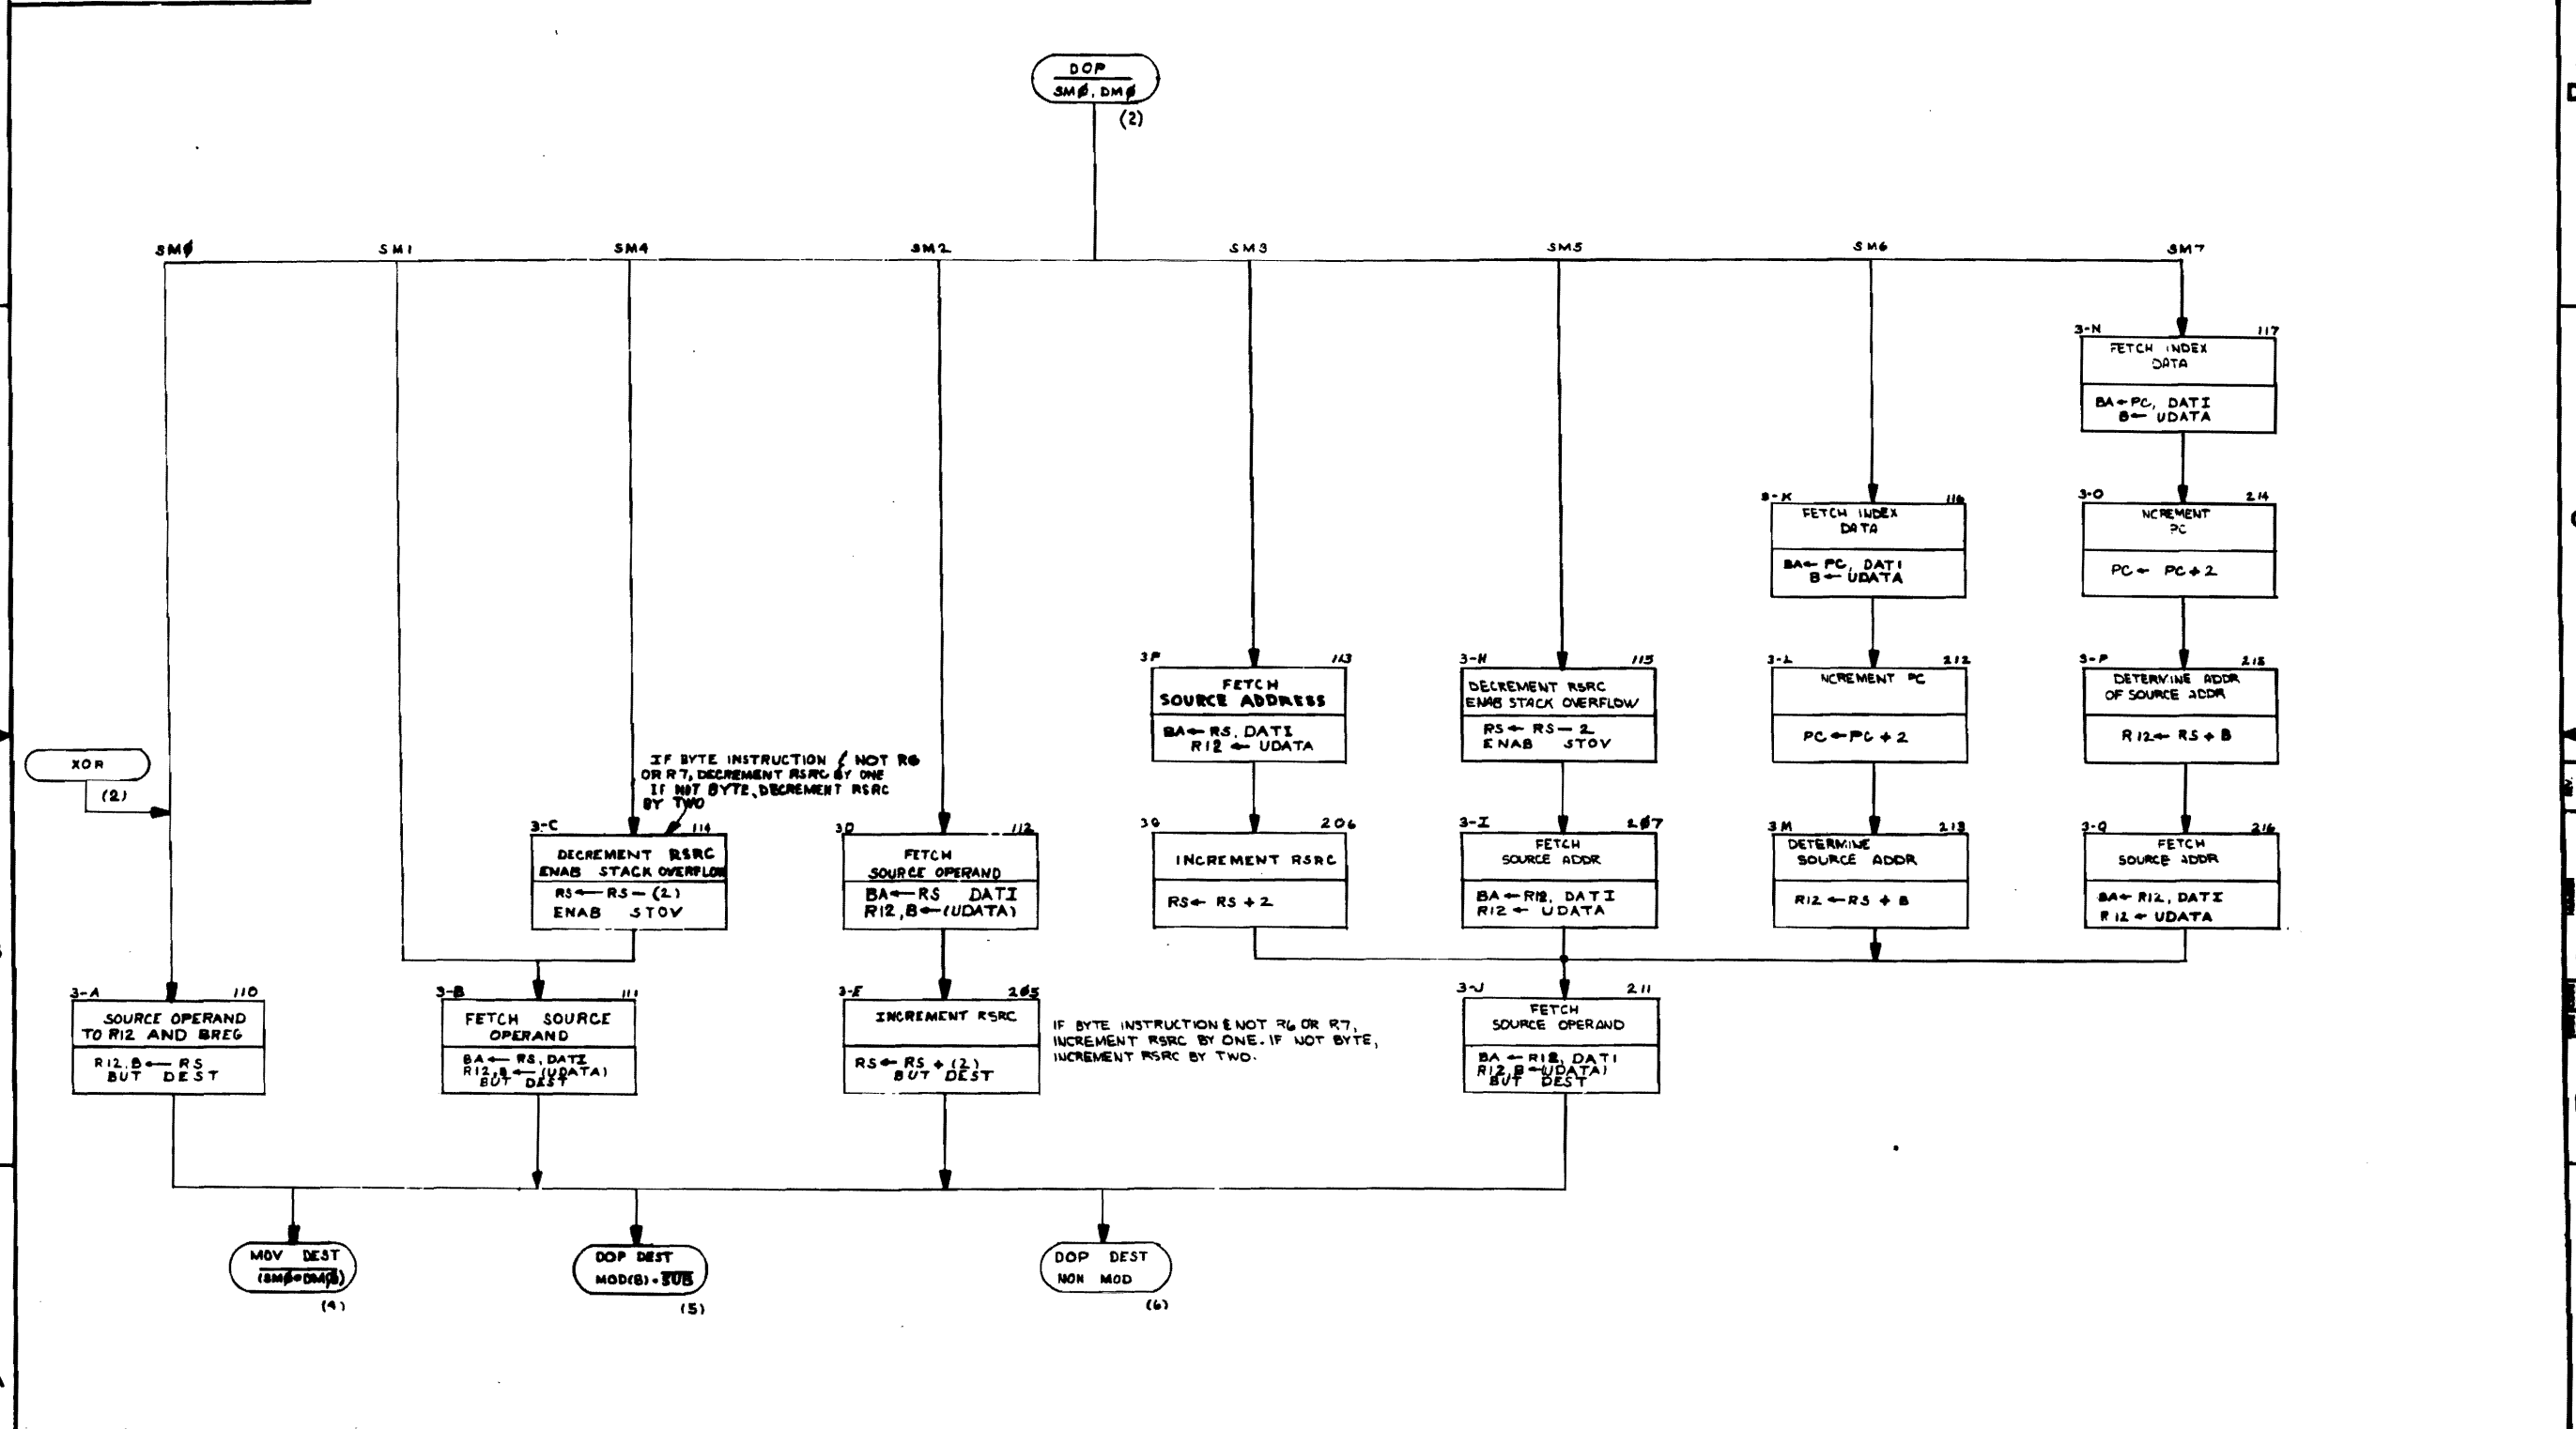 DOP
SMØ, DMØ
(2)
SMØ
SM1
SM4
SM2
SM3
SM5
SM6
SM7
3-N 117
FETCH INDEX
DATA
BA←PC, DATI
B← UDATA
3-K 116
FETCH INDEX
DATA
BA← PC, DATI
B← UDATA
3-O 214
NCREMENT
PC
PC← PC+2
3F 113
FETCH
SOURCE ADDRESS
BA←RS, DATI
R12 ← UDATA
3-H 115
DECREMENT RSRC
ENAB STACK OVERFLOW
RS← RS-2
ENAB STOV
3-L 212
NCREMENT PC
PC←PC+2
3-P 215
DETERMINE ADDR
OF SOURCE ADDR
R12← RS+B
XOR
(2)
IF BYTE INSTRUCTION & NOT R6
OR R7, DECREMENT RSRC BY ONE
IF NOT BYTE, DECREMENT RSRC
BY TWO
3-C 114
DECREMENT RSRC
ENAB STACK OVERFLOW
RS← RS-(2)
ENAB STOV
3D 112
FETCH
SOURCE OPERAND
BA←RS DATI
R12,B←(UDATA)
3G 206
INCREMENT RSRC
RS← RS+2
3-I 2Ø7
FETCH
SOURCE ADDR
BA←R12, DATI
R12 ← UDATA
3M 213
DETERMINE
SOURCE ADDR
R12 ←RS + B
3-Q 216
FETCH
SOURCE ADDR
BA← R12, DATI
R12 ← UDATA
3-A 110
SOURCE OPERAND
TO R12 AND BREG
R12,B← RS
BUT DEST
3-B 111
FETCH SOURCE
OPERAND
BA← RS, DATI
R12,B←(UDATA)
BUT DEST
3-E 2Ø5
INCREMENT RSRC
RS← RS+(2)
BUT DEST
IF BYTE INSTRUCTION & NOT R6 OR R7,
INCREMENT RSRC BY ONE. IF NOT BYTE,
INCREMENT RSRC BY TWO.
3-J 211
FETCH
SOURCE OPERAND
BA ←R12, DATI
R12,B←(UDATA)
BUT DEST
MOV DEST
(SMØ•DMØ)
(4)
DOP DEST
MOD(B)•SUB
(5)
DOP DEST
NON MOD
(6)